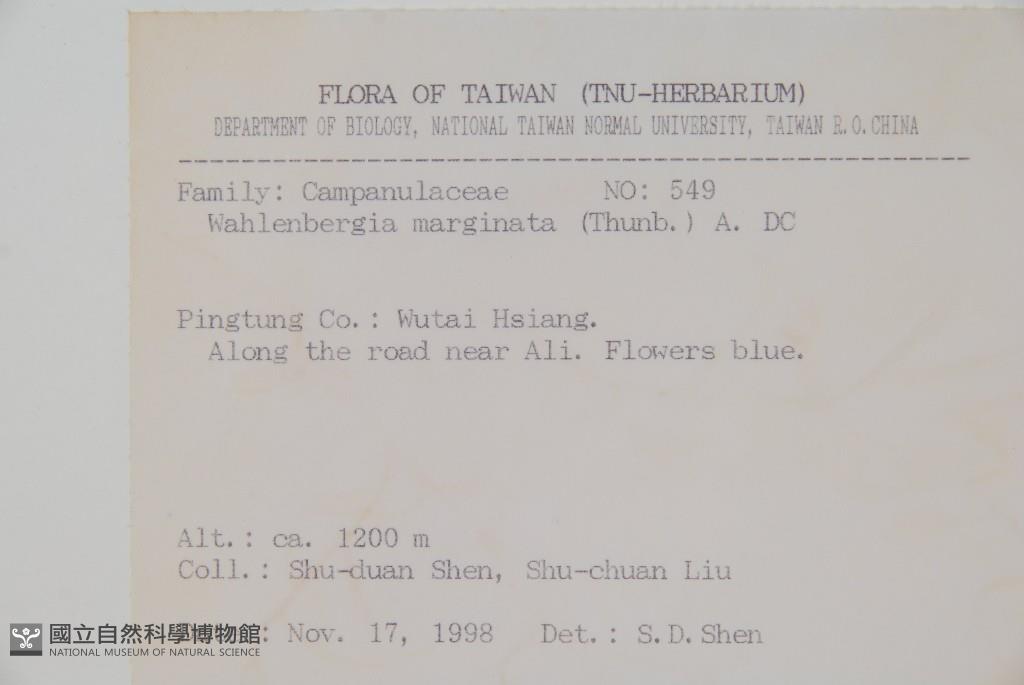 FLORA OF TAIWAN (TNU-HERBARIUM)
DEPARTMENT OF BIOLOGY, NATIONAL TAIWAN NORMAL UNIVERSITY, TAIWAN R.O.CHINA
Family: Campanulaceae NO: 549
Wahlenbergia marginata (Thunb.) A. DC
Pingtung Co.: Wutai Hsiang.
Along the road near Ali. Flowers blue.
Alt.: ca. 1200 m
Coll.: Shu-duan Shen, Shu-chuan Liu
: Nov. 17, 1998 Det.: S.D.Shen
國立自然科學博物館
NATIONAL MUSEUM OF NATURAL SCIENCE